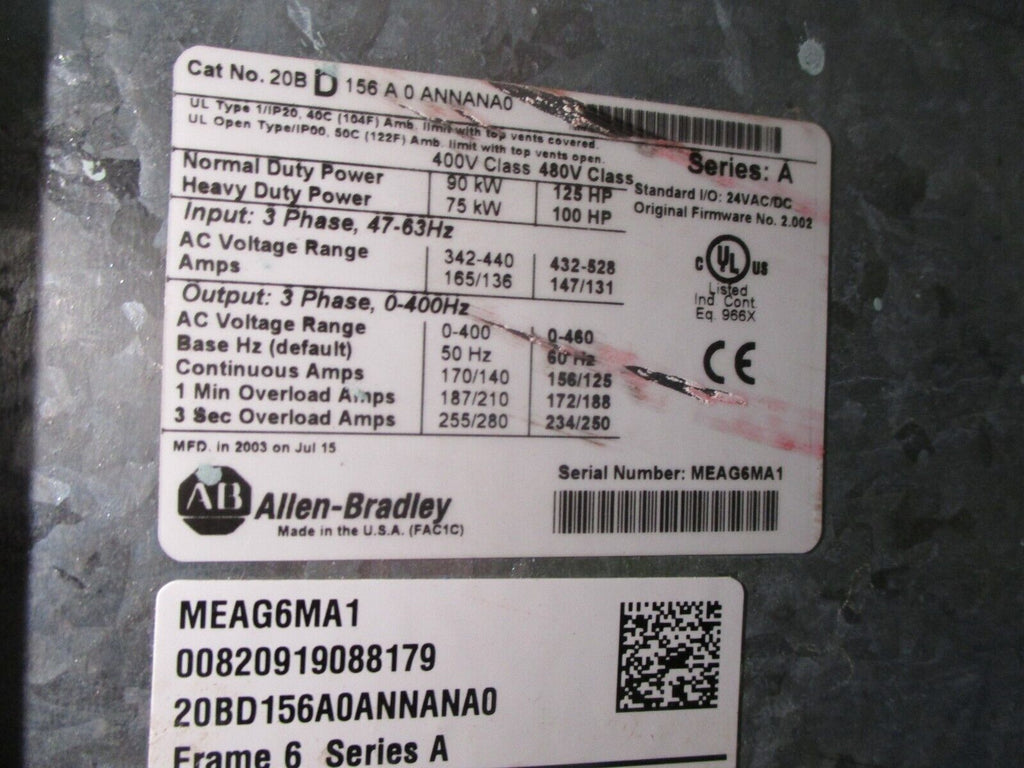 Cat No. 20B D 156 A 0 ANNANA0
UL Type 1/IP20, 40C (104F) Amb. limit with top vents covered.
UL Open Type/IP00, 50C (122F) Amb. limit with top vents open.
Series: A
400V Class 480V Class
Standard I/O: 24VAC/DC
Original Firmware No. 2.002
Normal Duty Power 90 kW 125 HP
Heavy Duty Power 75 kW 100 HP
Input: 3 Phase, 47-63Hz
AC Voltage Range 342-440 432-528
Amps 165/136 147/131
Output: 3 Phase, 0-400Hz
AC Voltage Range 0-400 0-460
Base Hz (default) 50 Hz 60 Hz
Continuous Amps 170/140 156/125
1 Min Overload Amps 187/210 172/188
3 Sec Overload Amps 255/280 234/250
C UL US
Listed
Ind. Cont.
Eq. 966X
CE
MFD. in 2003 on Jul 15
Serial Number: MEAG6MA1
AB Allen-Bradley
Made in the U.S.A. (FAC1C)
MEAG6MA1
00820919088179
20BD156A0ANNANA0
Frame 6 Series A